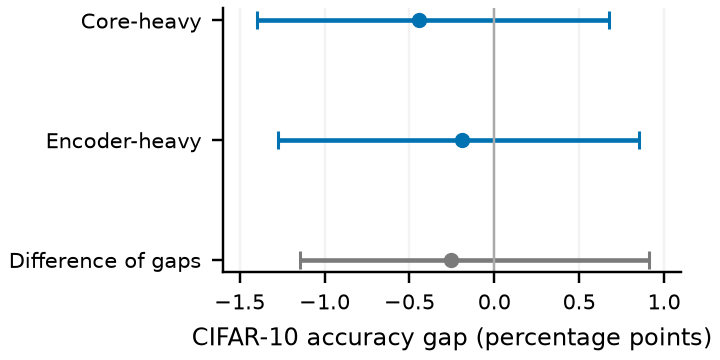 Core-heavy
Encoder-heavy
Difference of gaps
−1.5 −1.0 −0.5 0.0 0.5 1.0
CIFAR-10 accuracy gap (percentage points)